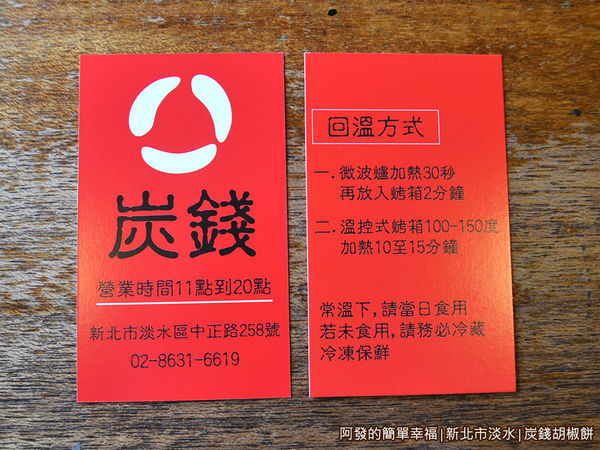 炭錢
營業時間11點到20點
新北市淡水區中正路258號
02-8631-6619
回溫方式
一.微波爐加熱30秒
再放入烤箱2分鐘
二.溫控式烤箱100-150度
加熱10至15分鐘
常溫下,請當日食用
若未食用,請務必冷藏
冷凍保鮮
阿發的簡單幸福|新北市淡水|炭錢胡椒餅